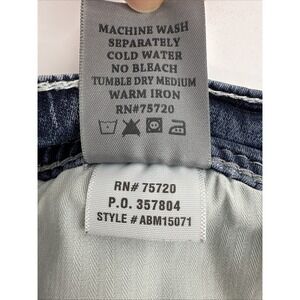 MACHINE WASH
SEPARATELY
COLD WATER
NO BLEACH
TUMBLE DRY MEDIUM
WARM IRON
RN#75720
RN# 75720
P.O. 357804
STYLE # ABM15071